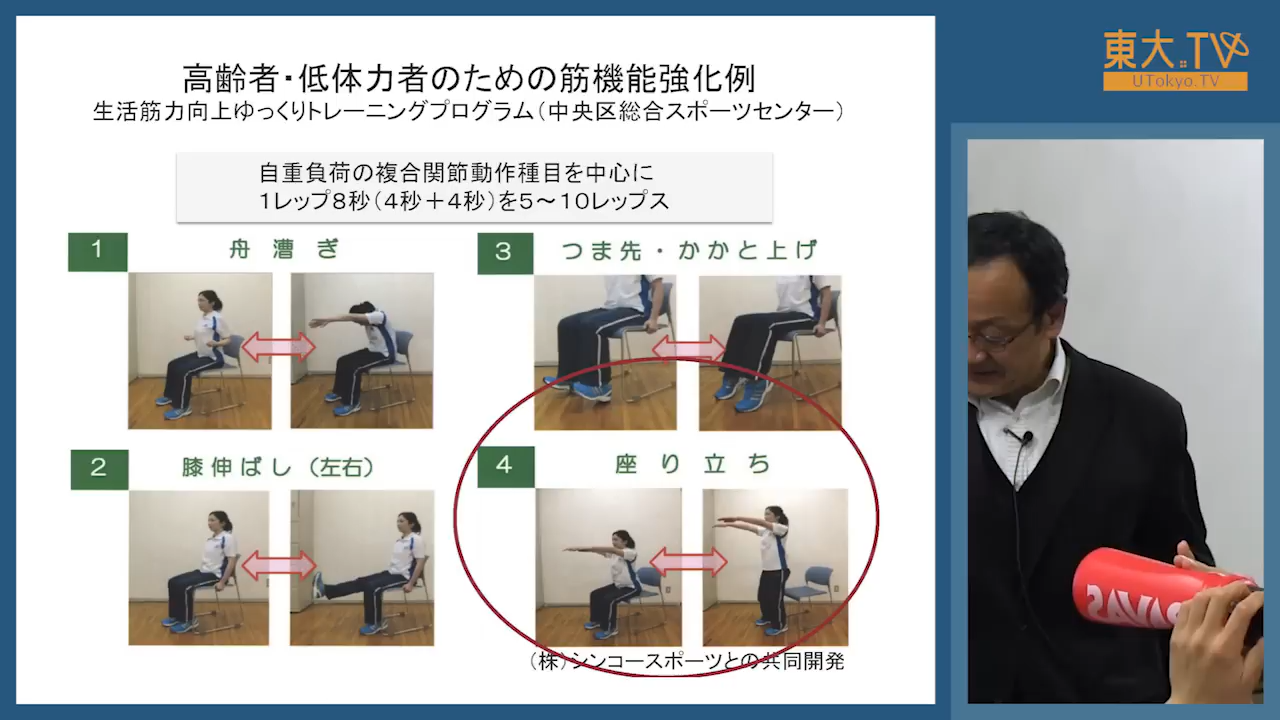 高齢者・低体力者のための筋機能強化例
生活筋力向上ゆっくりトレーニングプログラム（中央区総合スポーツセンター）
自重負荷の複合関節動作種目を中心に
１レップ８秒（４秒＋４秒）を５～１０レップス
1 舟漕ぎ
2 膝伸ばし（左右）
3 つま先・かかと上げ
4 座り立ち
（株）シンコースポーツとの共同開発
東大.TV
UTokyo.TV
SAVAS